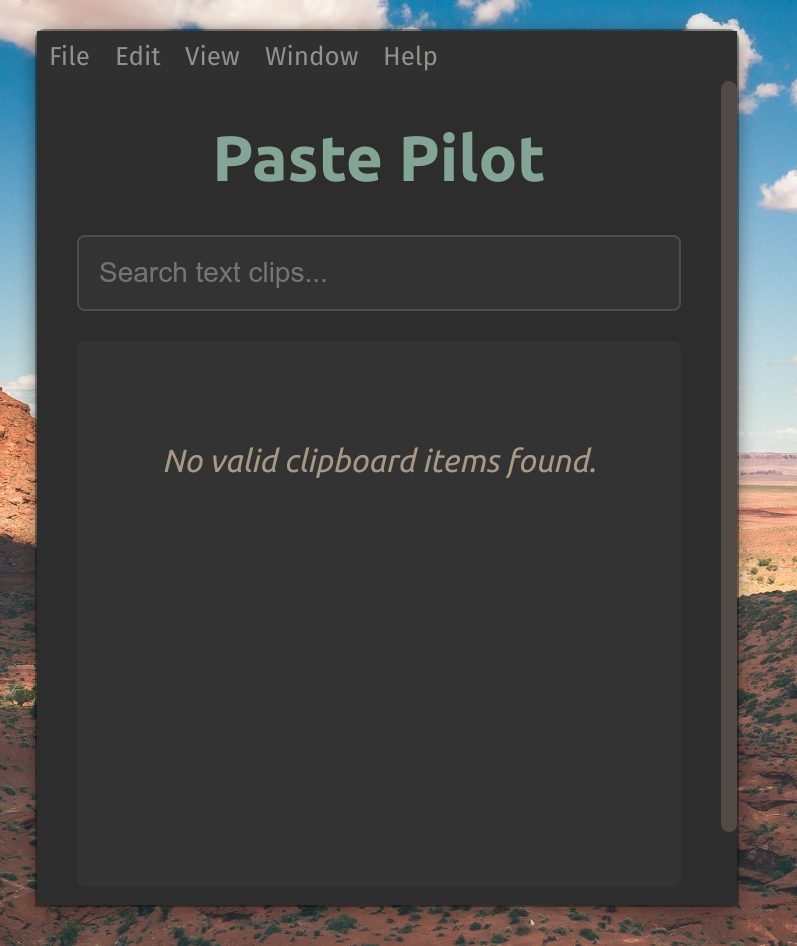 File Edit View Window Help
Paste Pilot
Search text clips...
No valid clipboard items found.